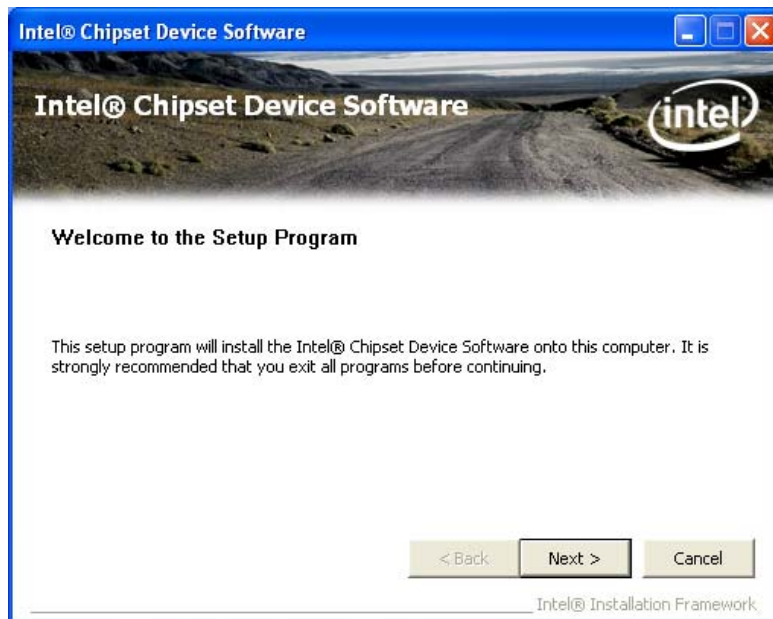 Intel® Chipset Device Software
Intel® Chipset Device Software
intel
Welcome to the Setup Program
This setup program will install the Intel® Chipset Device Software onto this computer. It is
strongly recommended that you exit all programs before continuing.
< Back
Next >
Cancel
Intel® Installation Framework